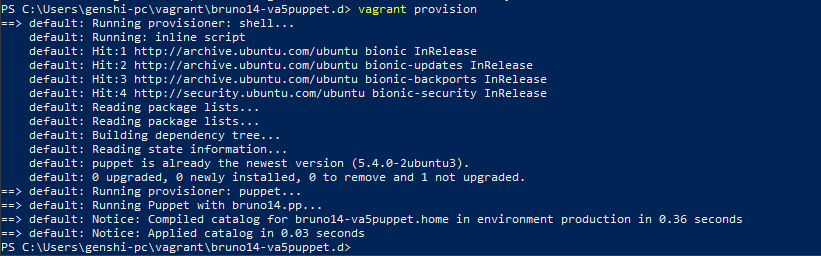 PS C:\Users\genshi-pc\vagrant\bruno14-va5puppet.d> vagrant provision
==> default: Running provisioner: shell...
    default: Running: inline script
    default: Hit:1 http://archive.ubuntu.com/ubuntu bionic InRelease
    default: Hit:2 http://archive.ubuntu.com/ubuntu bionic-updates InRelease
    default: Hit:3 http://archive.ubuntu.com/ubuntu bionic-backports InRelease
    default: Hit:4 http://security.ubuntu.com/ubuntu bionic-security InRelease
    default: Reading package lists...
    default: Reading package lists...
    default: Building dependency tree...
    default: Reading state information...
    default: puppet is already the newest version (5.4.0-2ubuntu3).
    default: 0 upgraded, 0 newly installed, 0 to remove and 1 not upgraded.
==> default: Running provisioner: puppet...
==> default: Running Puppet with bruno14.pp...
==> default: Notice: Compiled catalog for bruno14-va5puppet.home in environment production in 0.36 seconds
==> default: Notice: Applied catalog in 0.03 seconds
PS C:\Users\genshi-pc\vagrant\bruno14-va5puppet.d>